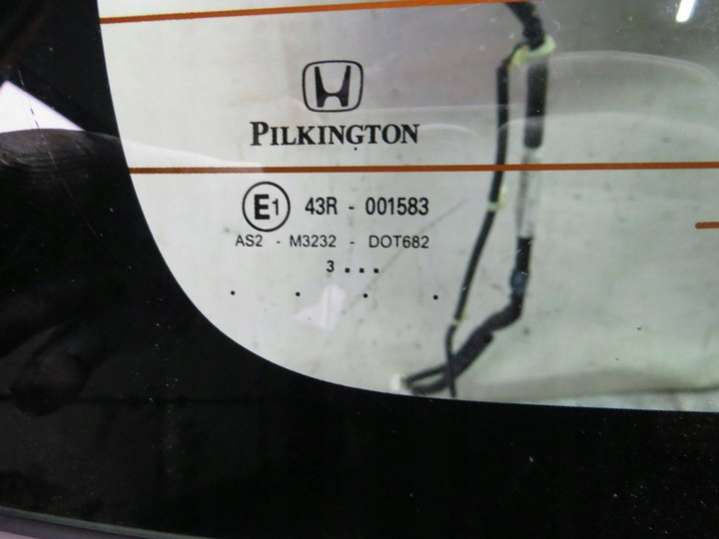 PILKINGTON
E1 43R - 001583
AS2 - M3232 - DOT682
3 ...
. . . .